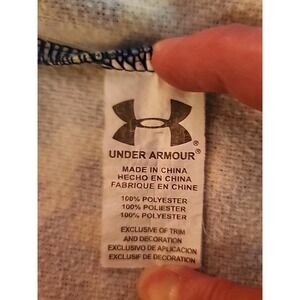 UNDER ARMOUR®
MADE IN CHINA
HECHO EN CHINA
FABRIQUE EN CHINE
100% POLYESTER
100% POLIESTER
100% POLYESTER
EXCLUSIVE OF TRIM
AND DECORATION
EXCLUSIVO DE APLICACION
EXCLUSIF DE DECORATION